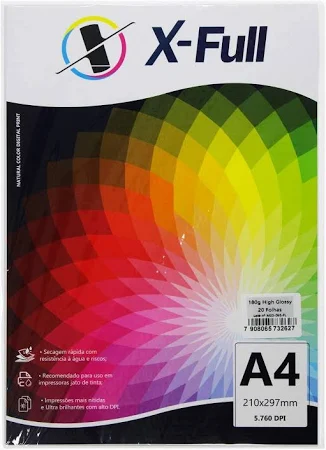 X-Full
NATURAL COLOR DIGITAL PRINT
180g High Glossy
20 Folhas
7 908065 732627
• Secagem rápida com
resistência à água e riscos;
• Recomendado para uso em
impressoras jato de tinta;
• Impressões mais nítidas
e Ultra brilhantes com alto DPI.
A4
210x297mm
5.760 DPI